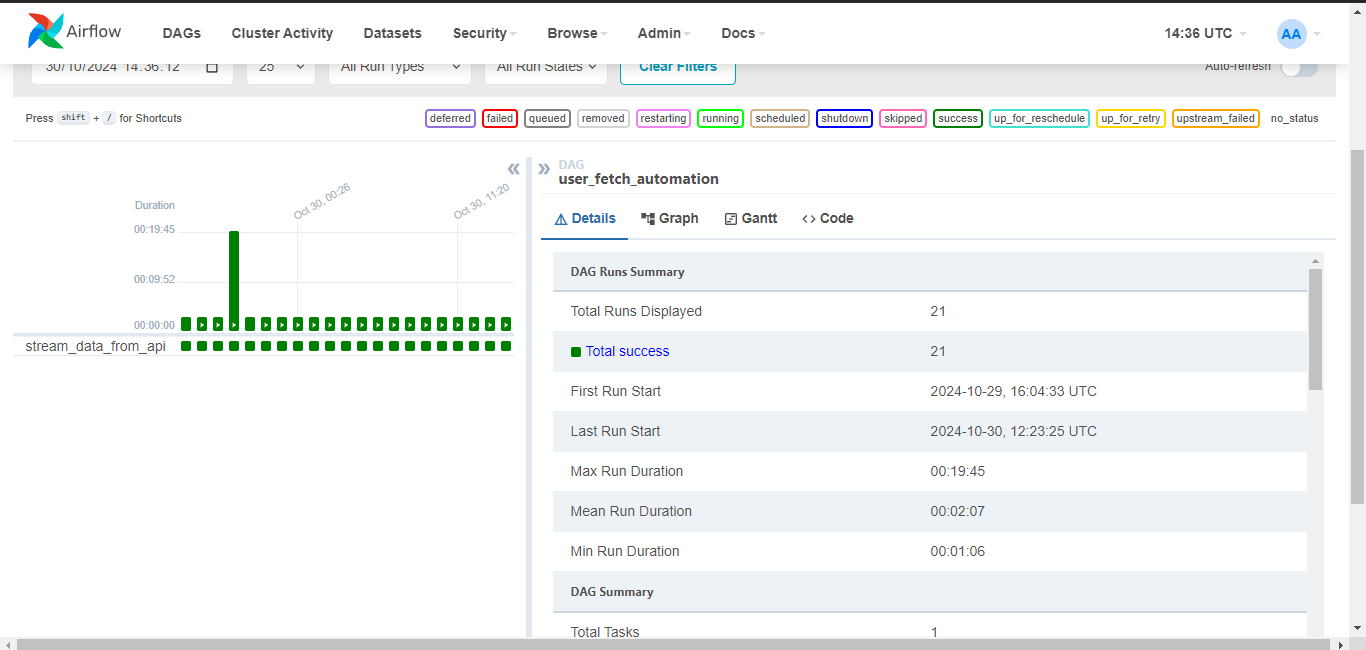 Airflow DAGs Cluster Activity Datasets Security Browse Admin Docs 14:36 UTC AA
30/10/2024 14:36:12 25 All Run Types All Run States Clear Filters Auto-refresh
Press shift + / for Shortcuts deferred failed queued removed restarting running scheduled shutdown skipped success up_for_reschedule up_for_retry upstream_failed no_status
DAG
user_fetch_automation
Details Graph Gantt Code
Duration
Oct 30, 00:26
Oct 30, 11:20
00:19:45
00:09:52
00:00:00
stream_data_from_api
DAG Runs Summary
Total Runs Displayed 21
Total success 21
First Run Start 2024-10-29, 16:04:33 UTC
Last Run Start 2024-10-30, 12:23:25 UTC
Max Run Duration 00:19:45
Mean Run Duration 00:02:07
Min Run Duration 00:01:06
DAG Summary
Total Tasks 1